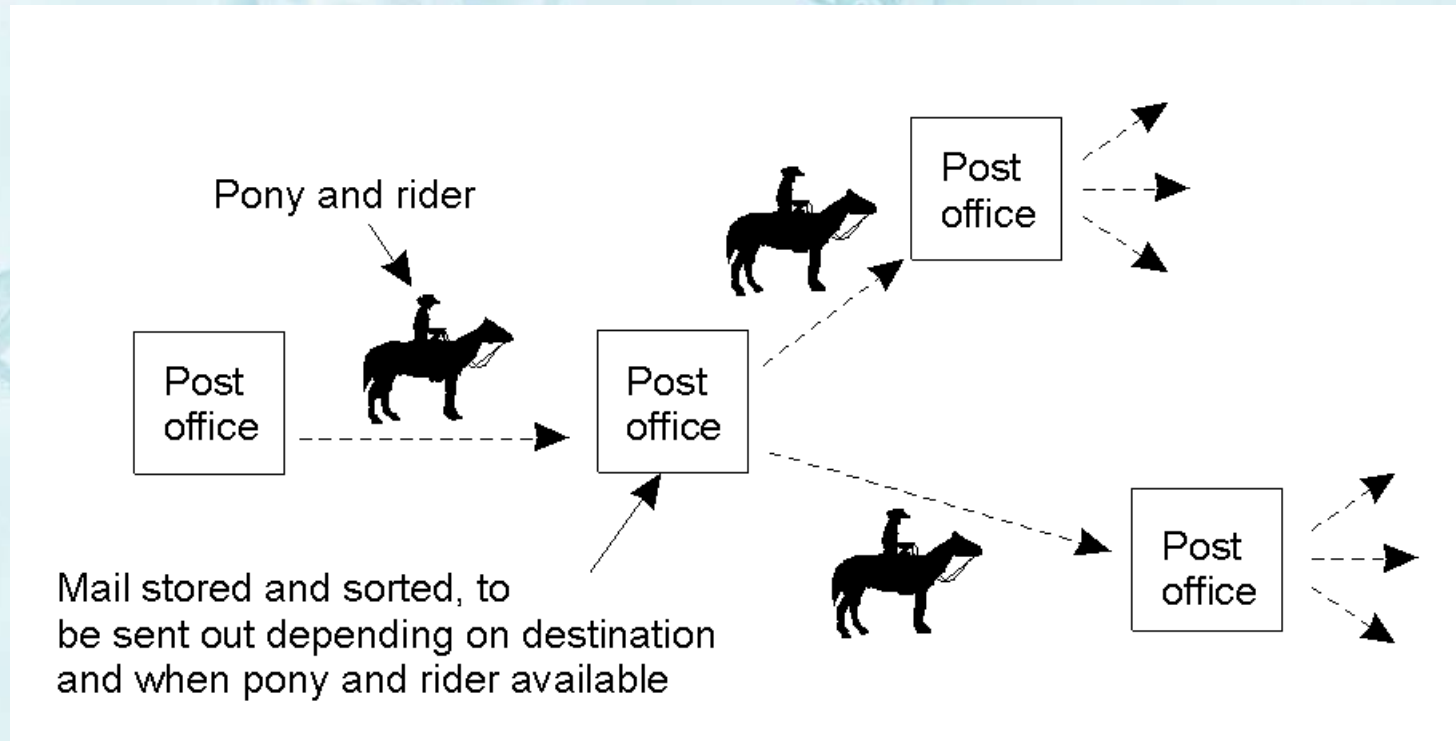 Pony and rider
Post
office
Post
office
Post
office
Post
office
Mail stored and sorted, to
be sent out depending on destination
and when pony and rider available